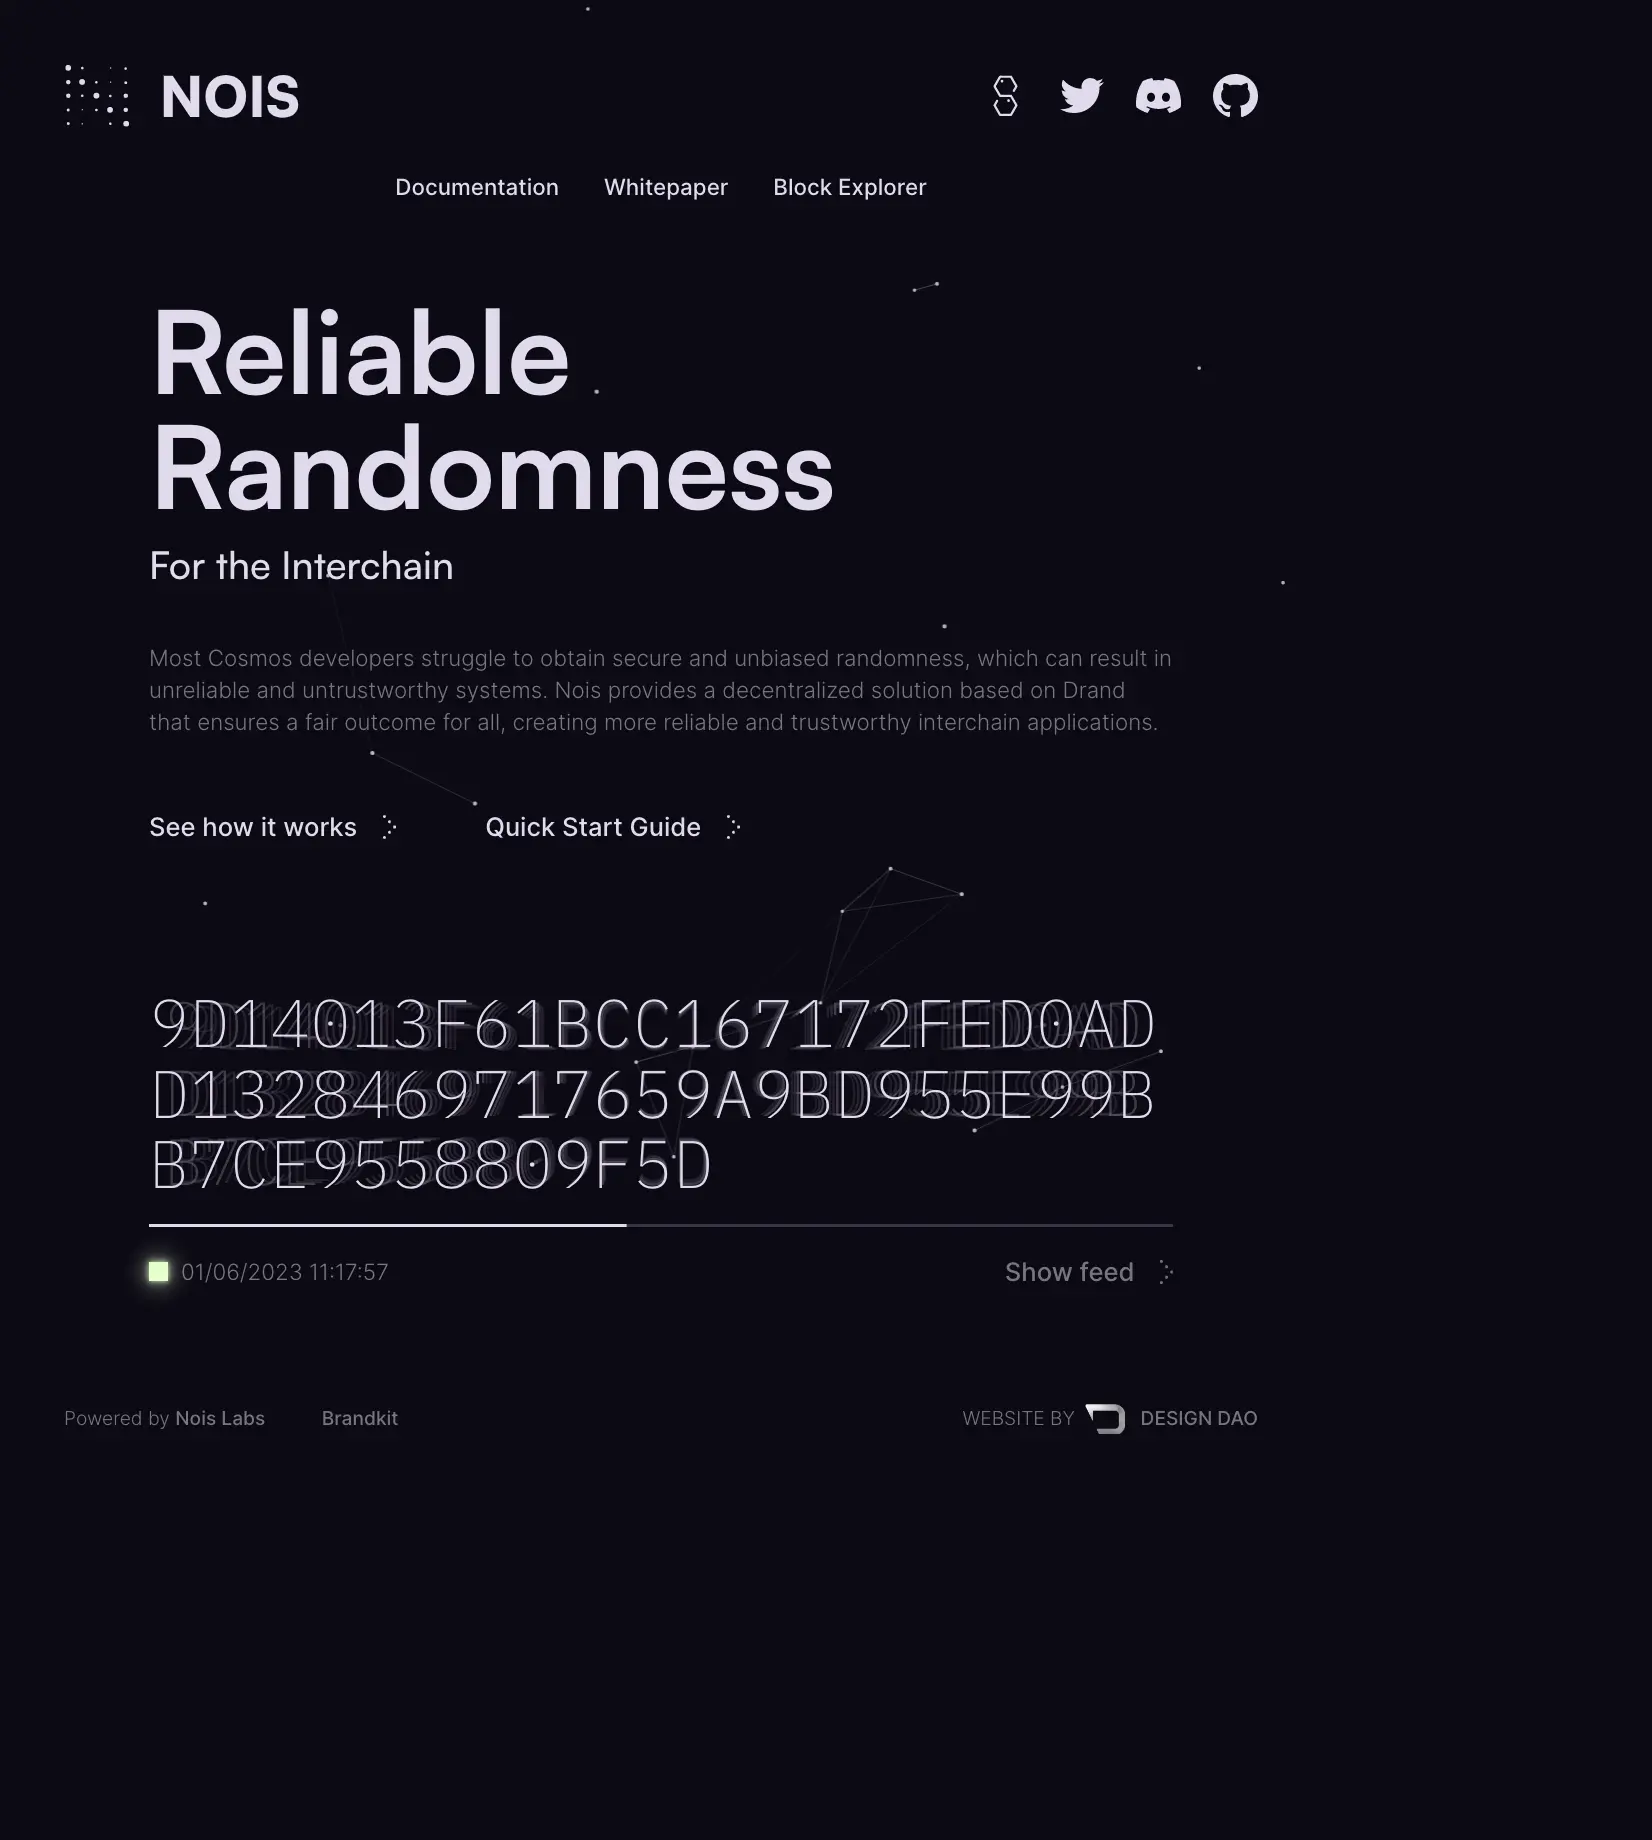 NOIS
Documentation Whitepaper Block Explorer
Reliable
Randomness
For the Interchain
Most Cosmos developers struggle to obtain secure and unbiased randomness, which can result in
unreliable and untrustworthy systems. Nois provides a decentralized solution based on Drand
that ensures a fair outcome for all, creating more reliable and trustworthy interchain applications.
See how it works Quick Start Guide
9D14013F61BCC167172FED0AD
D1328469717659A9BD955E99B
B7CE9558809F5D
01/06/2023 11:17:57 Show feed
Powered by Nois Labs Brandkit WEBSITE BY DESIGN DAO